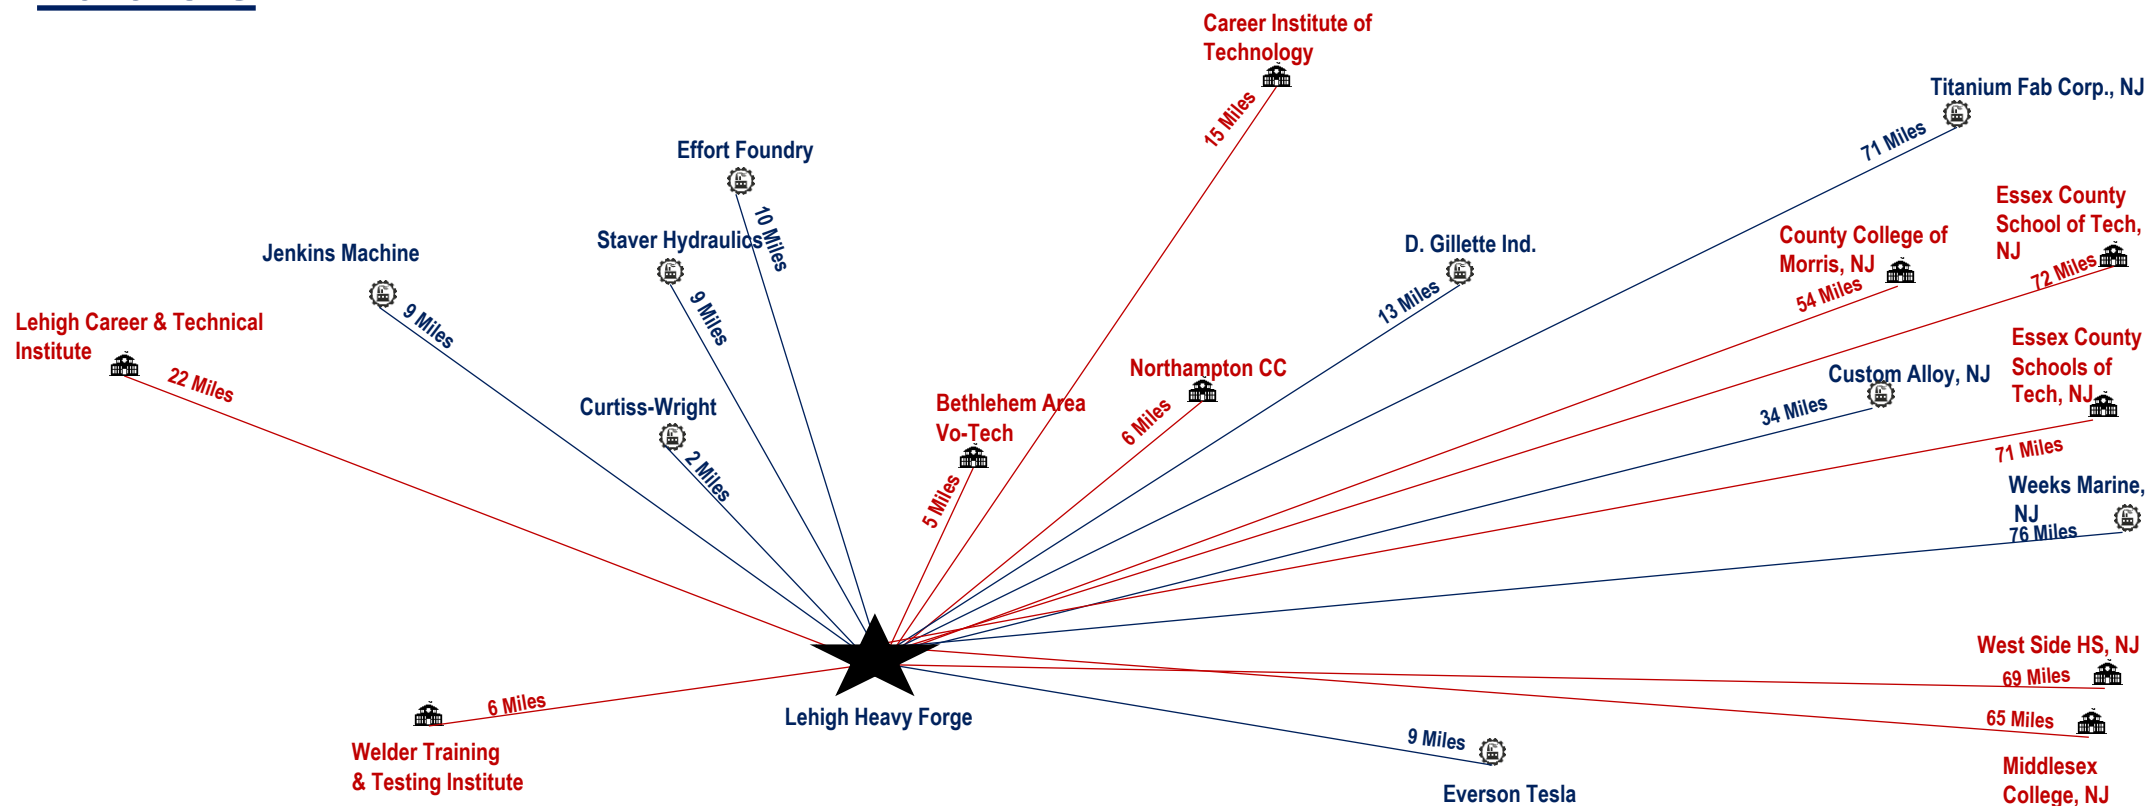 Career Institute of
Technology
15 Miles
Titanium Fab Corp., NJ
71 Miles
Effort Foundry
10 Miles
Essex County
School of Tech,
NJ
72 Miles
County College of
Morris, NJ
54 Miles
Staver Hydraulics
9 Miles
D. Gillette Ind.
13 Miles
Jenkins Machine
9 Miles
Lehigh Career & Technical
Institute
22 Miles
Essex County
Schools of
Tech, NJ
71 Miles
Northampton CC
6 Miles
Custom Alloy, NJ
34 Miles
Curtiss-Wright
2 Miles
Bethlehem Area
Vo-Tech
5 Miles
Weeks Marine,
NJ
76 Miles
West Side HS, NJ
69 Miles
6 Miles
Lehigh Heavy Forge
65 Miles
9 Miles
Welder Training
& Testing Institute
Everson Tesla
Middlesex
College, NJ